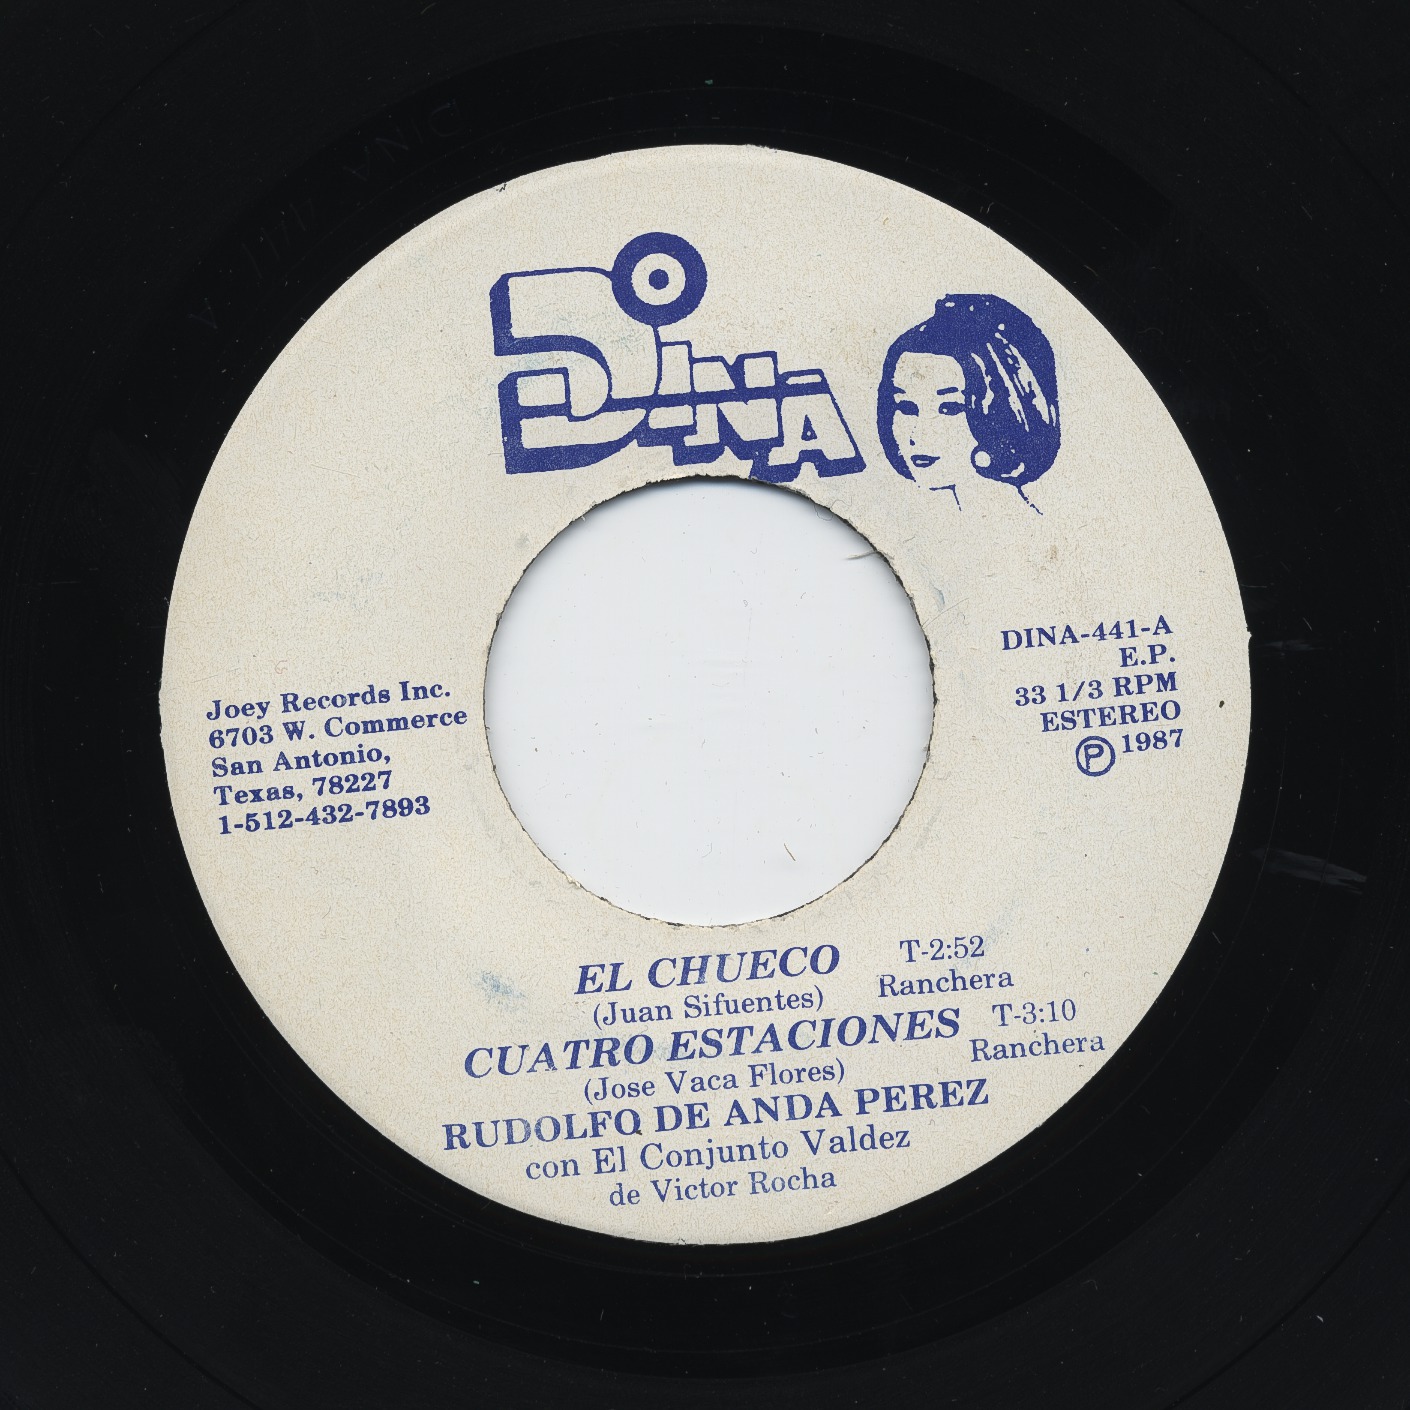 DINA
Joey Records Inc.
6703 W. Commerce
San Antonio,
Texas, 78227
1-512-432-7893
DINA-441-A
E.P.
33 1/3 RPM
ESTEREO
Ⓟ 1987
EL CHUECO T-2:52
(Juan Sifuentes) Ranchera
CUATRO ESTACIONES T-3:10
(Jose Vaca Flores) Ranchera
RUDOLFO DE ANDA PEREZ
con El Conjunto Valdez
de Victor Rocha